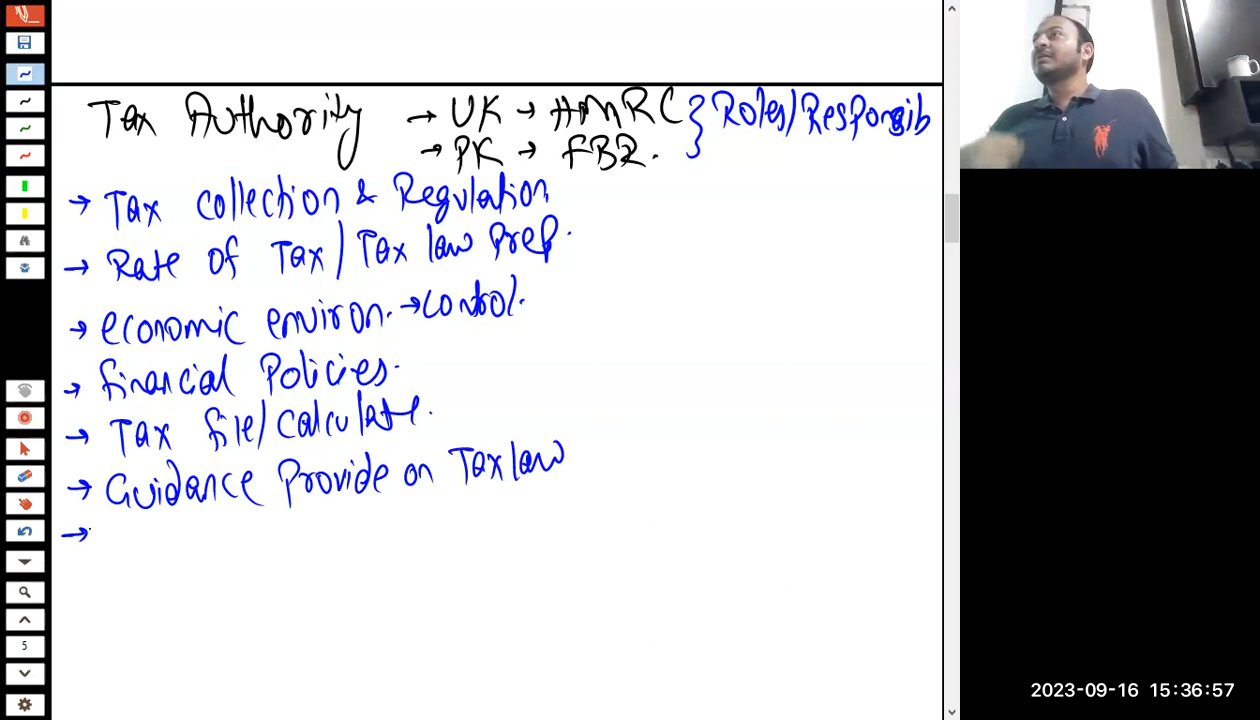 Tax Authority → UK → HMRC } Roles/Responsib
→ PK → FBR.
→ Tax collection & Regulation
→ Rate of Tax/Tax law Prep.
→ economic environ. → control.
→ financial Policies.
→ Tax file/calculate.
→ Guidance Provide on Tax law
→
5
2023-09-16 15:36:57